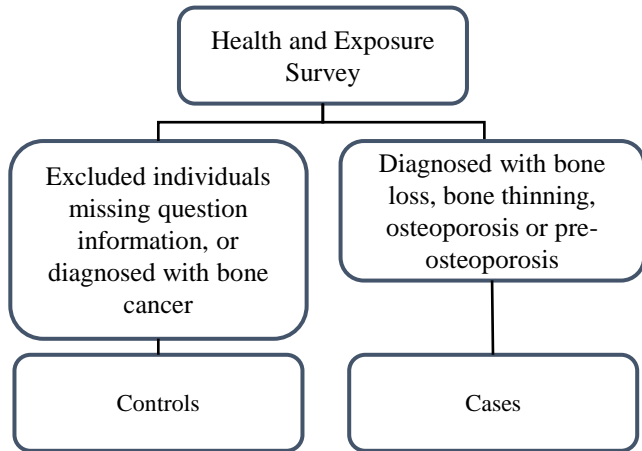 Health and Exposure
Survey
Excluded individuals
missing question
information, or
diagnosed with bone
cancer
Diagnosed with bone
loss, bone thinning,
osteoporosis or pre-
osteoporosis
Controls
Cases